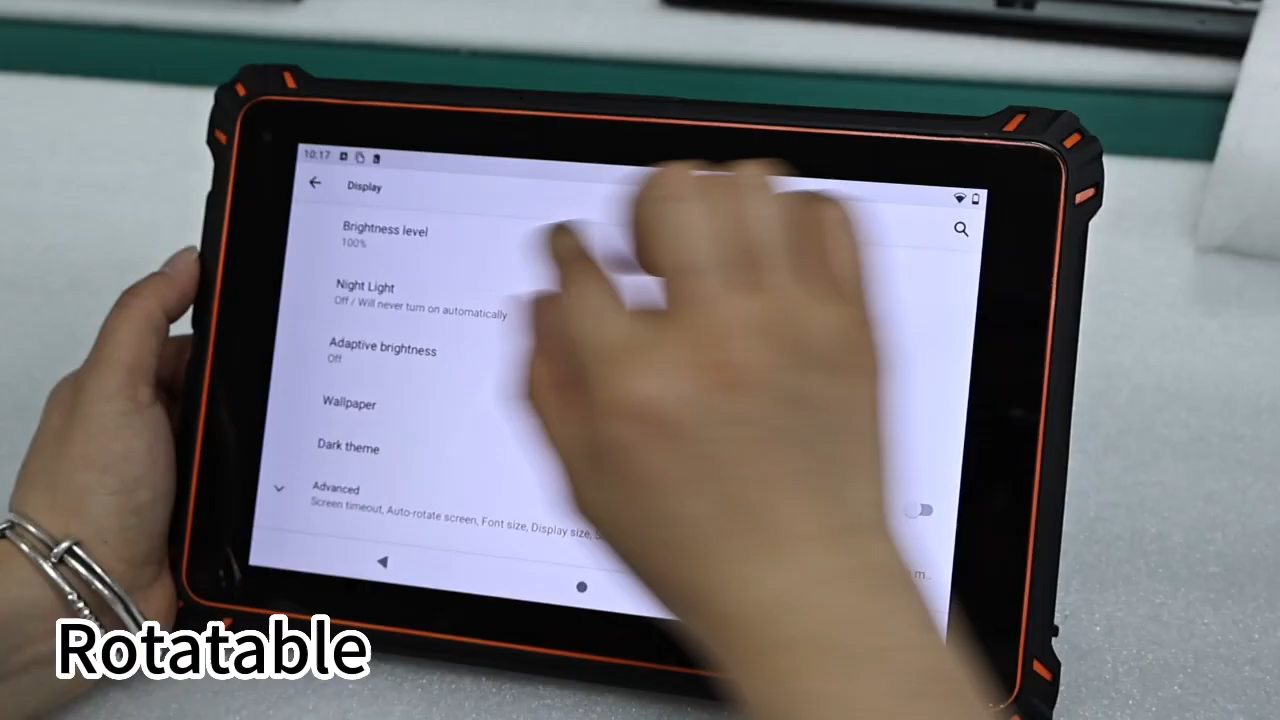 10:17
Display
Brightness level
100%
Night Light
Off / Will never turn on automatically
Adaptive brightness
Off
Wallpaper
Dark theme
Advanced
Screen timeout, Auto-rotate screen, Font size, Display size,
Rotatable